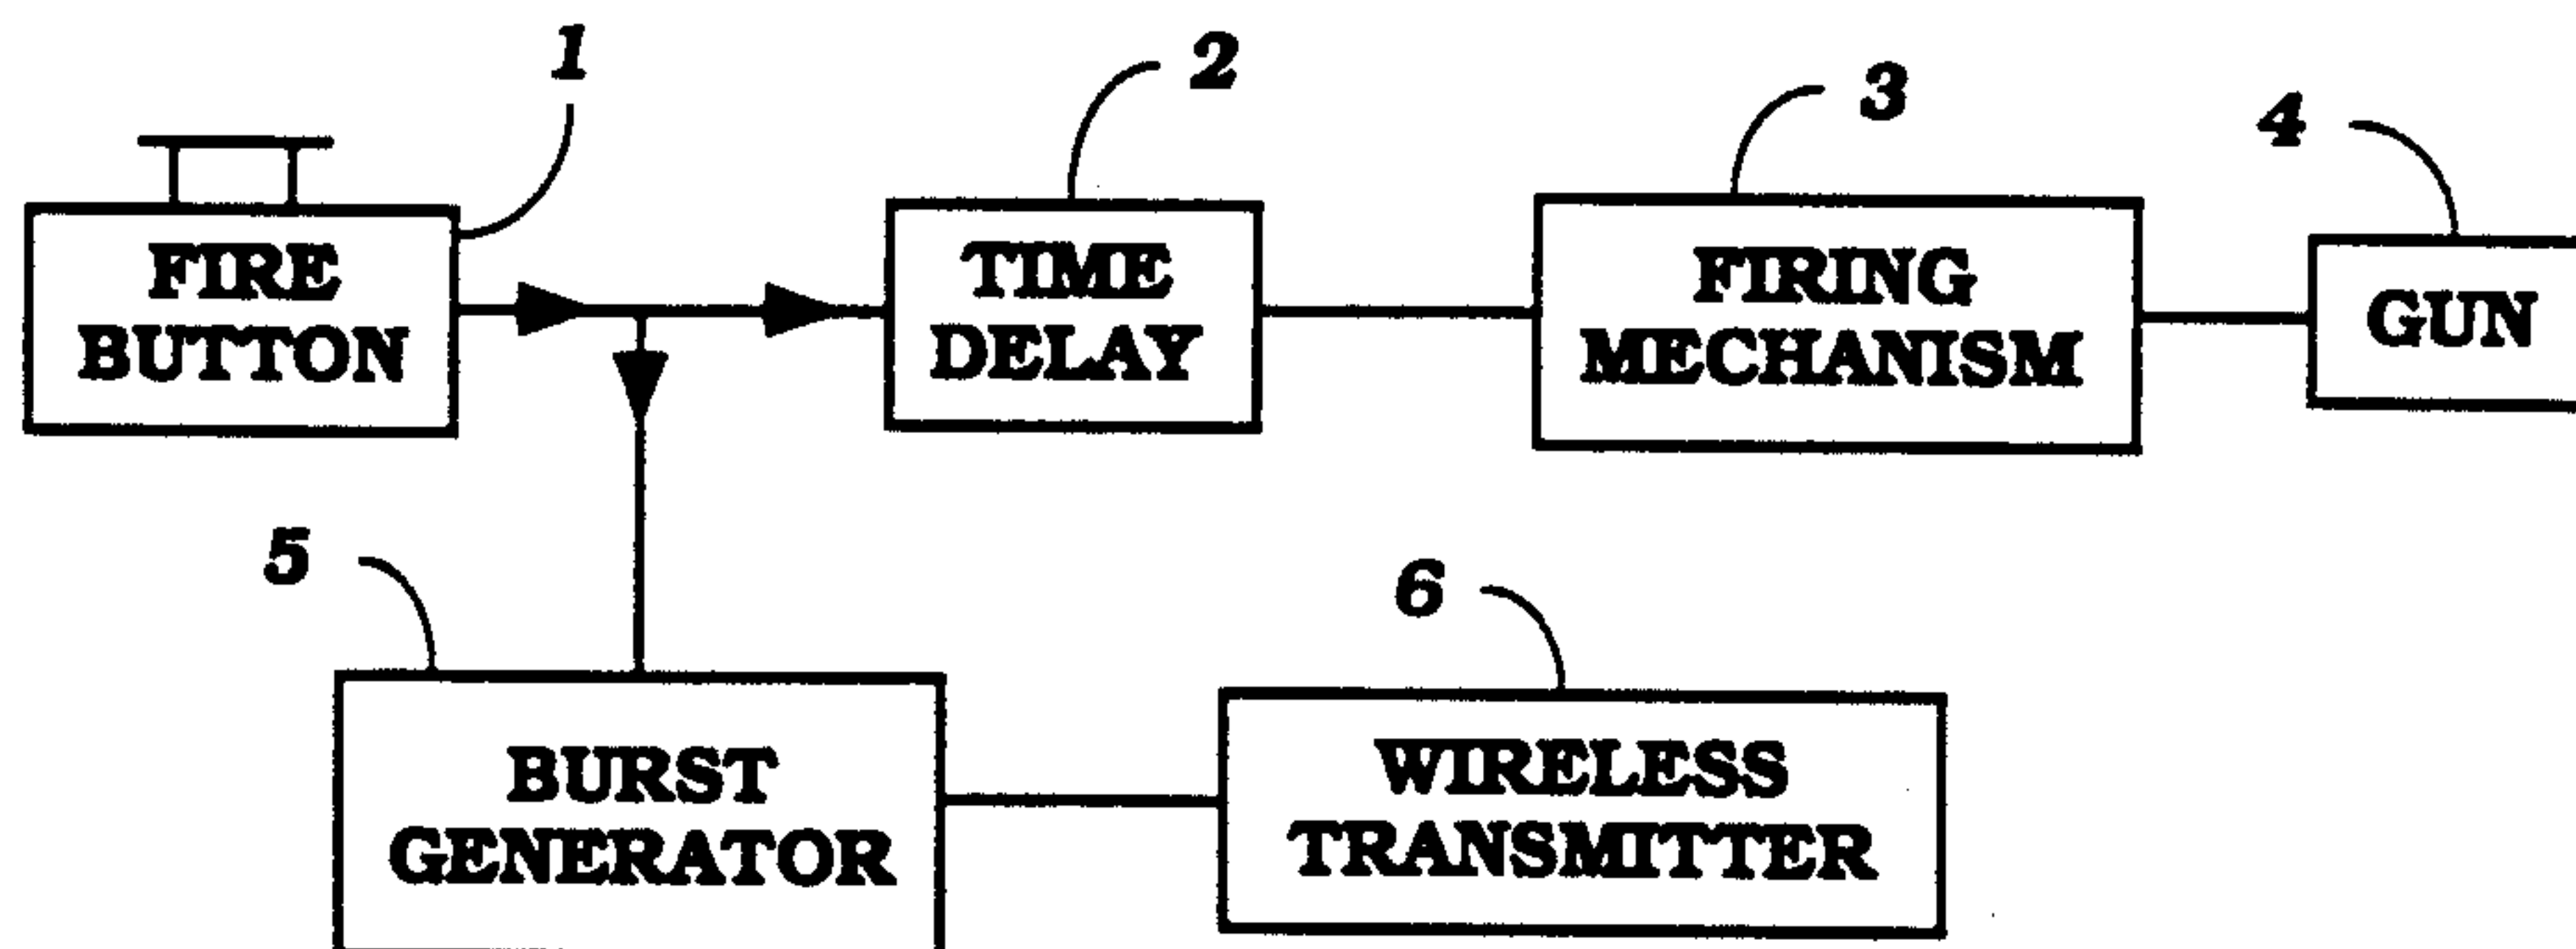 1
2
3
4
FIRE
BUTTON
TIME
DELAY
FIRING
MECHANISM
GUN
5
6
BURST
GENERATOR
WIRELESS
TRANSMITTER